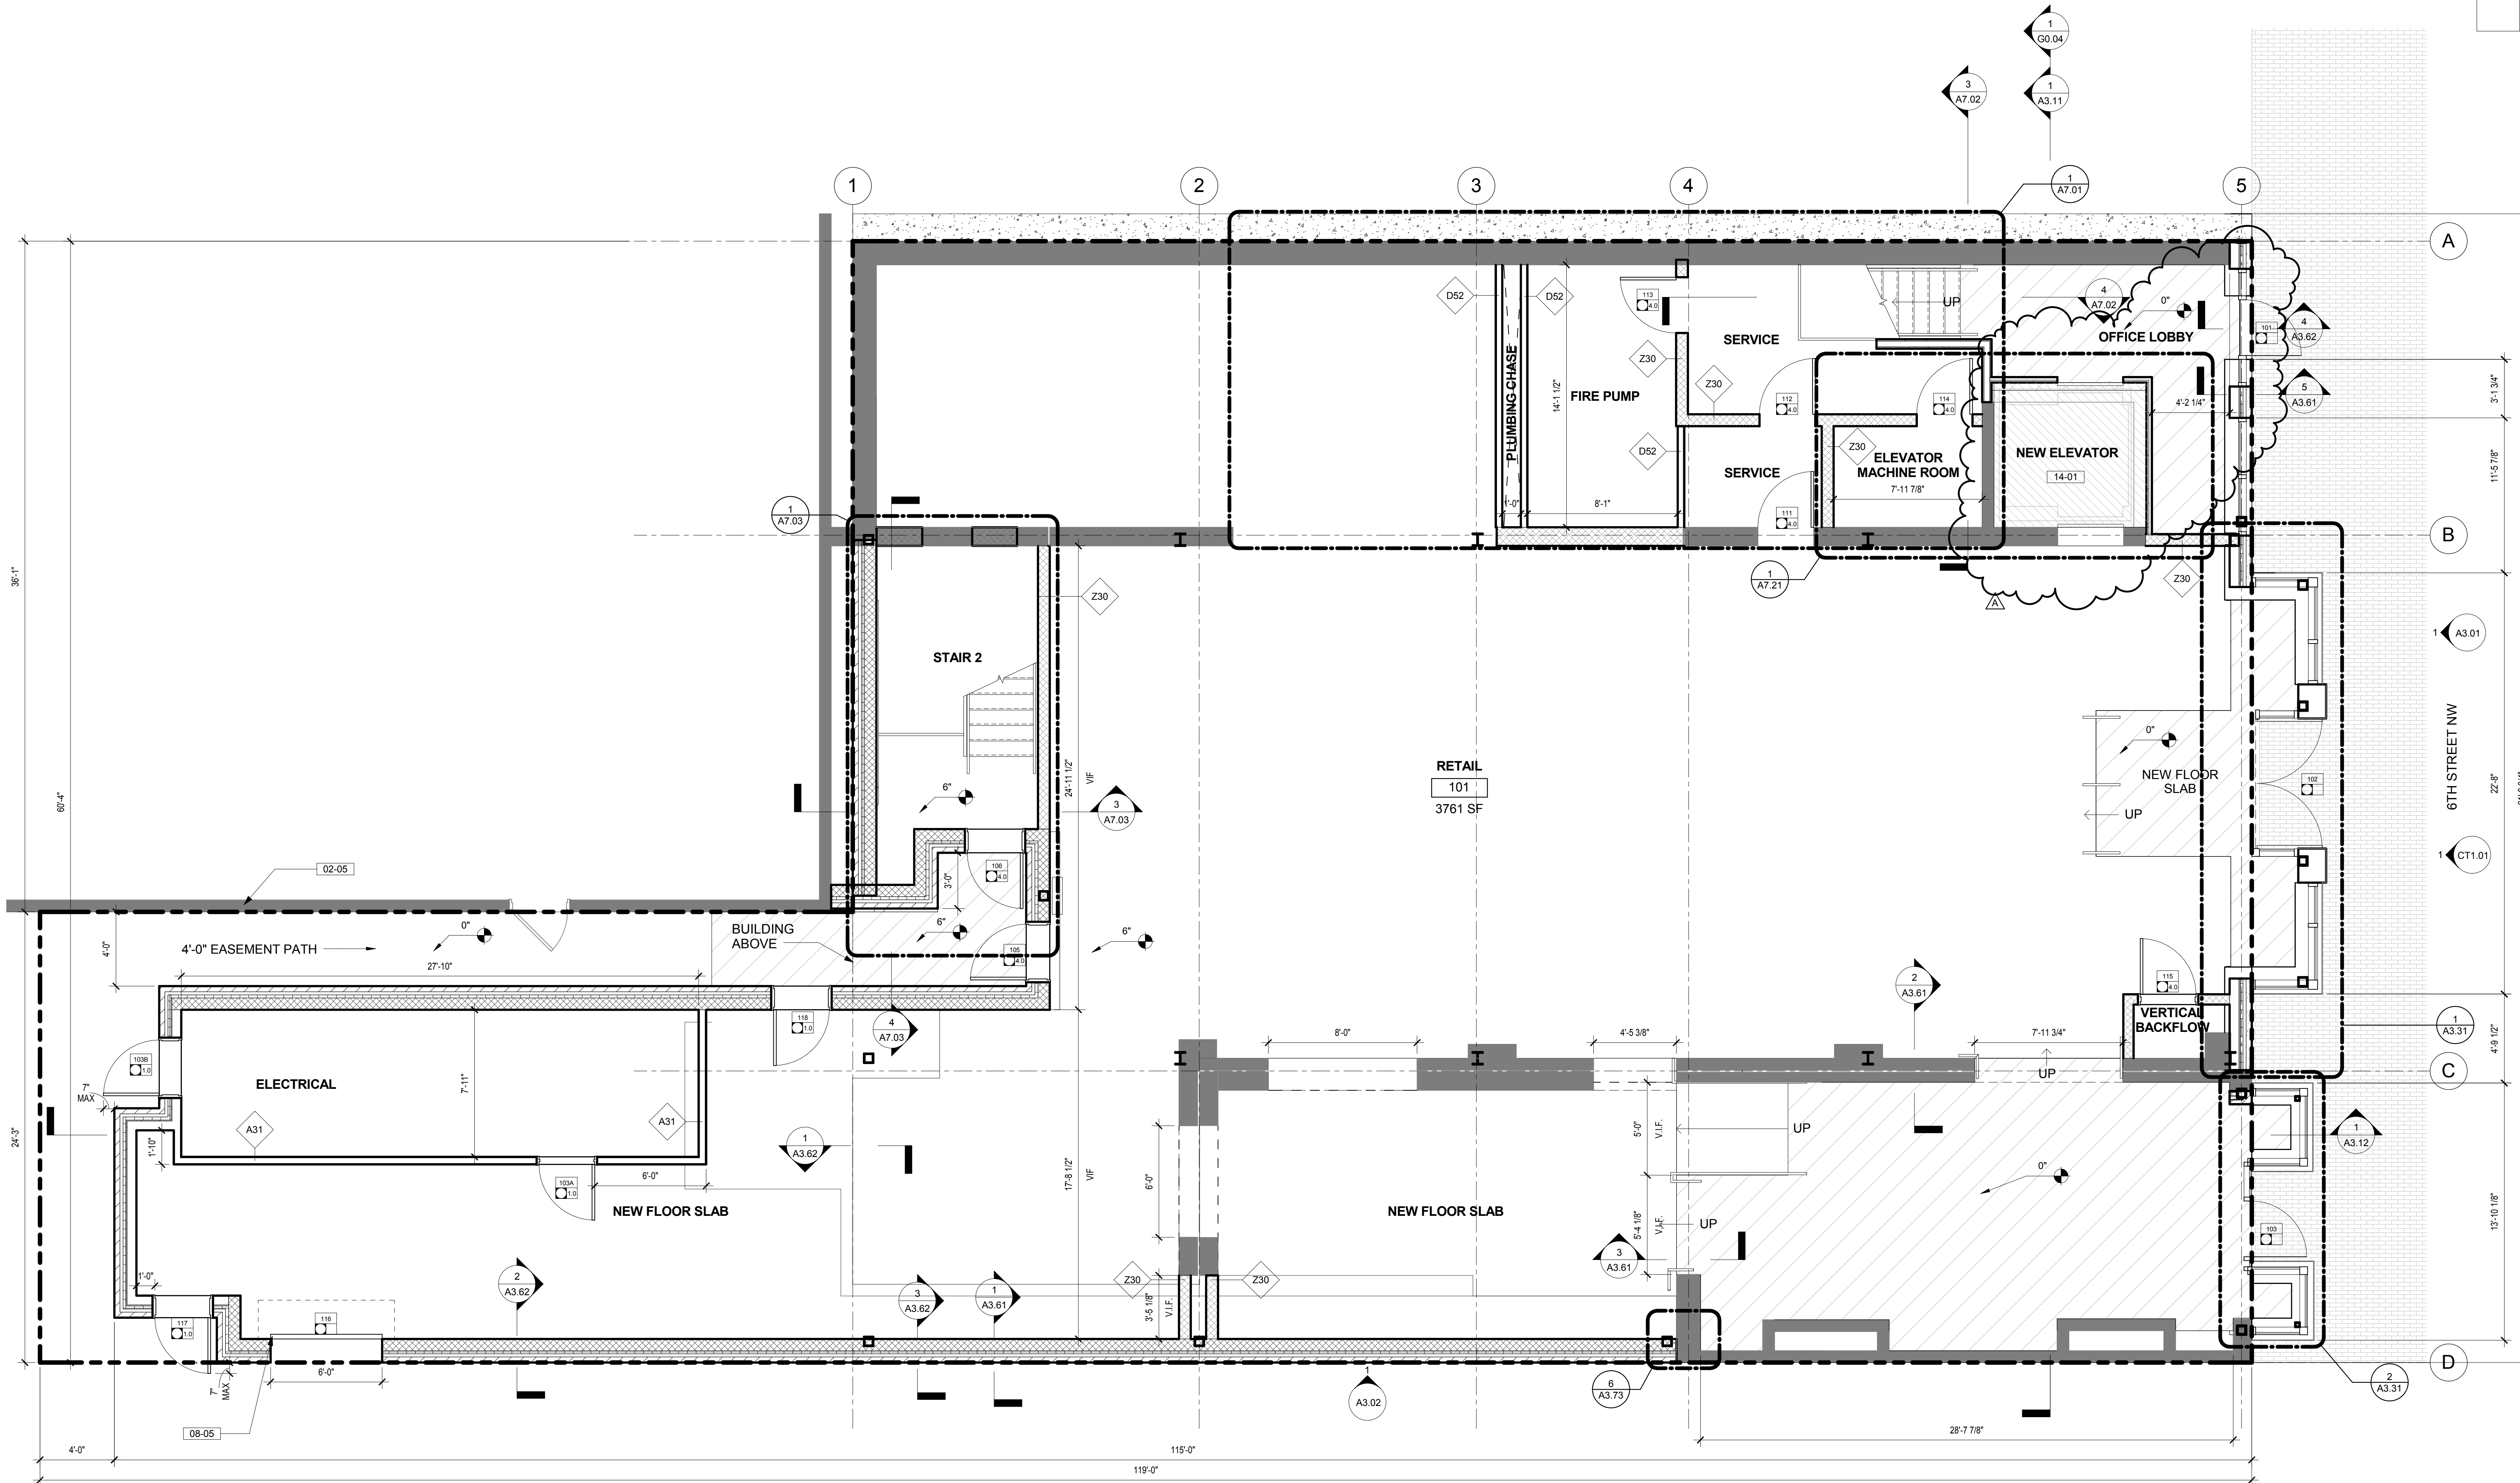 1
G0.04
3
A7.02
1
A3.11
1
A7.01
1
2
3
4
5
A
D52
D52
113
4.0
UP
4
A7.02
0"
101
4
A3.62
SERVICE
OFFICE LOBBY
Z30
Z30
PLUMBING CHASE
FIRE PUMP
14'-1 1/2"
112
4.0
114
4.0
5
A3.61
4'-2 1/4"
3'-1 3/4"
D52
Z30
SERVICE
ELEVATOR
MACHINE ROOM
NEW ELEVATOR
14-01
11'-5 7/8"
7'-11 7/8"
1'-0"
8'-1"
111
4.0
1
A7.03
B
36'-1"
60'-4"
1
A7.21
Z30
A
Z30
1
A3.01
STAIR 2
6TH STREET NW
24'-11 1/2"
VIF
0"
NEW FLOOR
SLAB
102
22'-8"
UP
RETAIL
101
3761 SF
6"
3
A7.03
1
CT1.01
02-05
106
4.0
3'-0"
0"
6"
6"
BUILDING
ABOVE
105
4.0
4'-0"
4'-0" EASEMENT PATH
27'-10"
2
A3.61
115
4.0
VERTICAL
BACKFLOW
1
A3.31
4'-9 1/2"
118
1.0
4
A7.03
8'-0"
4'-5 3/8"
7'-11 3/4"
UP
C
103B
1.0
7"
MAX
ELECTRICAL
7'-11"
A31
A31
1
A3.62
24'-3"
1'-10"
5'-0"
V.I.F.
UP
1
A3.12
17'-8 1/2"
VIF
6'-0"
0"
103A
1.0
6'-0"
NEW FLOOR SLAB
NEW FLOOR SLAB
5'-4 1/8"
V.I.F.
UP
103
13'-10 1/8"
3
A3.61
1'-0"
2
A3.62
3
A3.62
1
A3.61
Z30
Z30
3'-5 1/8"
V.I.F.
117
1.0
116
7"
MAX
6'-0"
1
A3.02
6
A3.73
D
2
A3.31
08-05
28'-7 7/8"
4'-0"
115'-0"
119'-0"